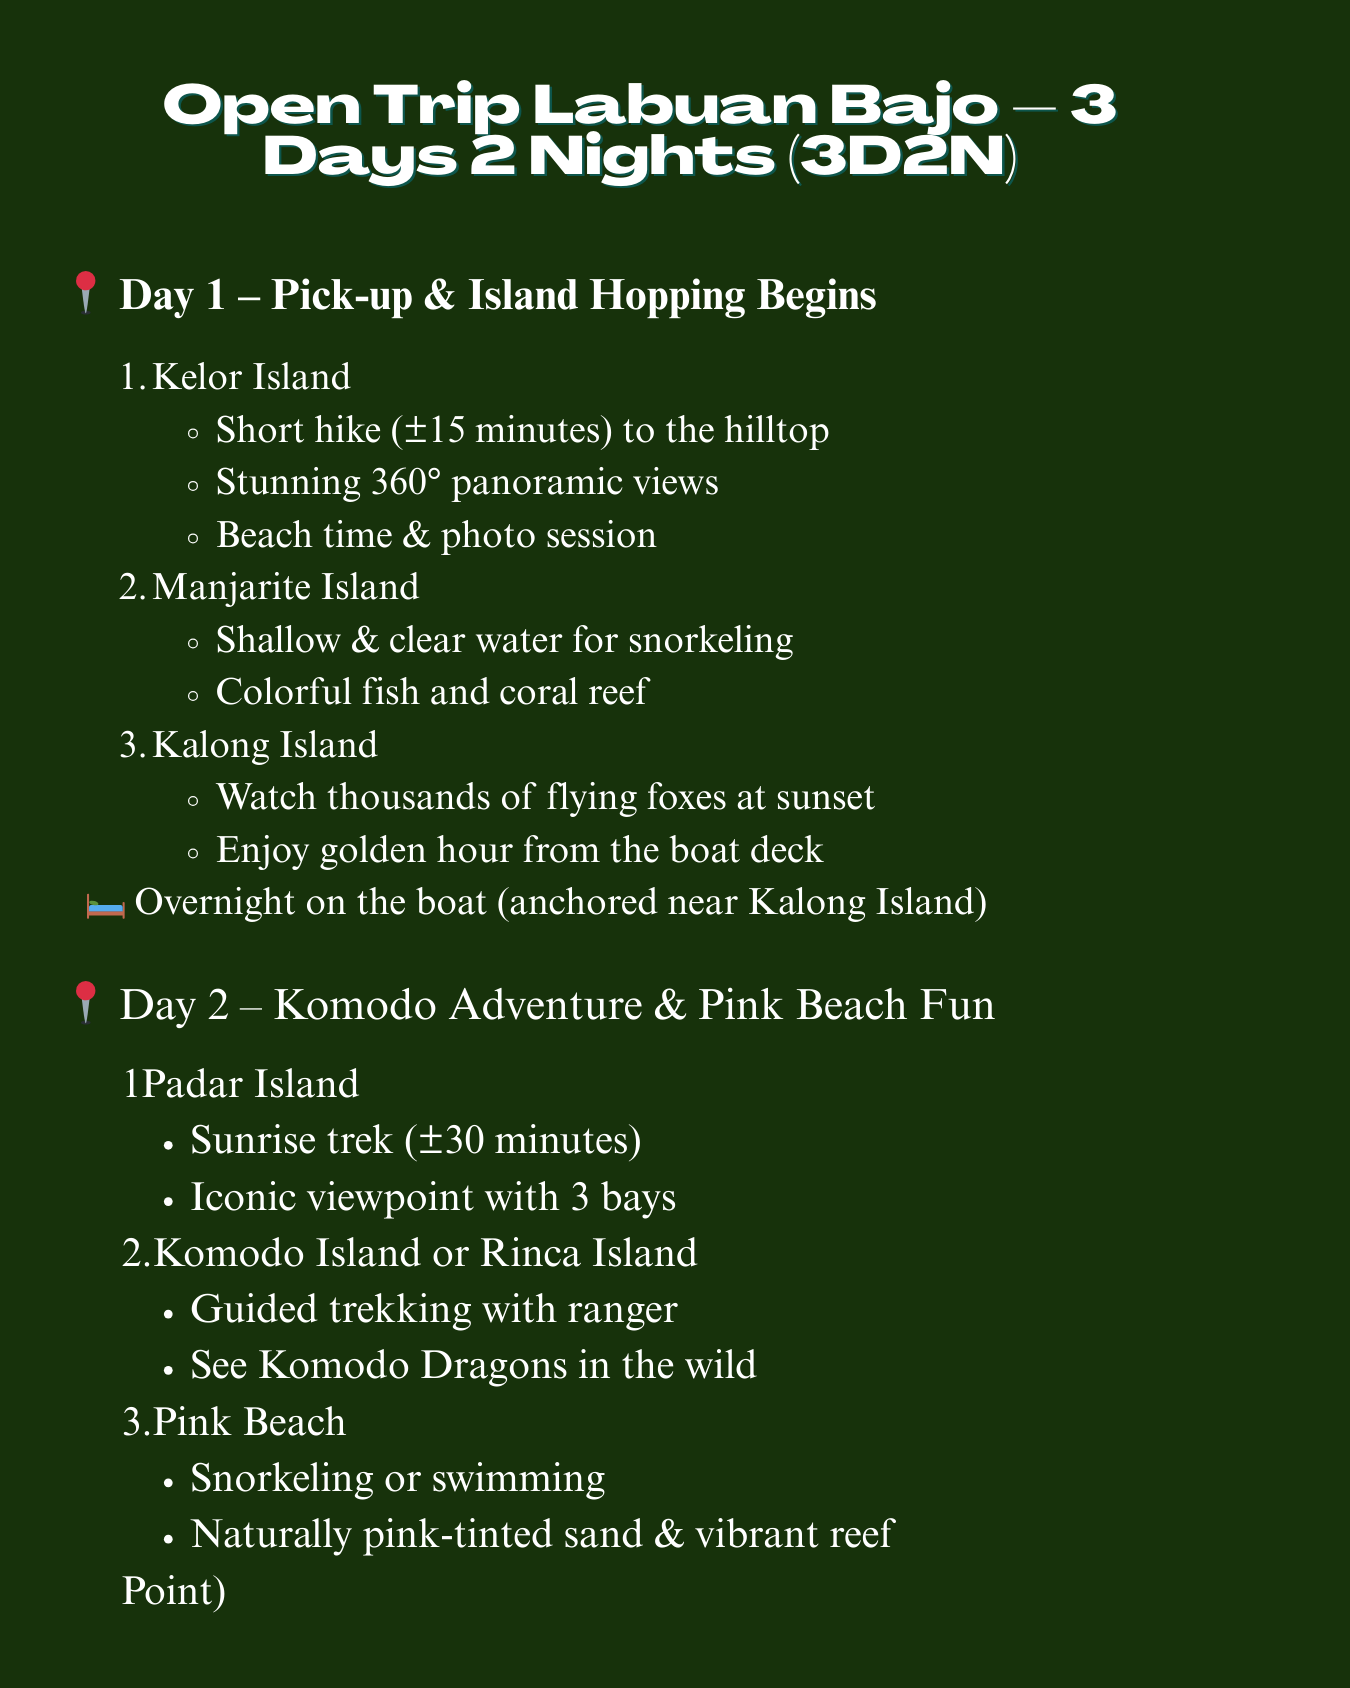 Open Trip Labuan Bajo — 3
Days 2 Nights (3D2N)
📍 Day 1 – Pick-up & Island Hopping Begins
1. Kelor Island
◦ Short hike (±15 minutes) to the hilltop
◦ Stunning 360° panoramic views
◦ Beach time & photo session
2. Manjarite Island
◦ Shallow & clear water for snorkeling
◦ Colorful fish and coral reef
3. Kalong Island
◦ Watch thousands of flying foxes at sunset
◦ Enjoy golden hour from the boat deck
🛏️ Overnight on the boat (anchored near Kalong Island)
📍 Day 2 – Komodo Adventure & Pink Beach Fun
1Padar Island
• Sunrise trek (±30 minutes)
• Iconic viewpoint with 3 bays
2.Komodo Island or Rinca Island
• Guided trekking with ranger
• See Komodo Dragons in the wild
3.Pink Beach
• Snorkeling or swimming
• Naturally pink-tinted sand & vibrant reef
Point)